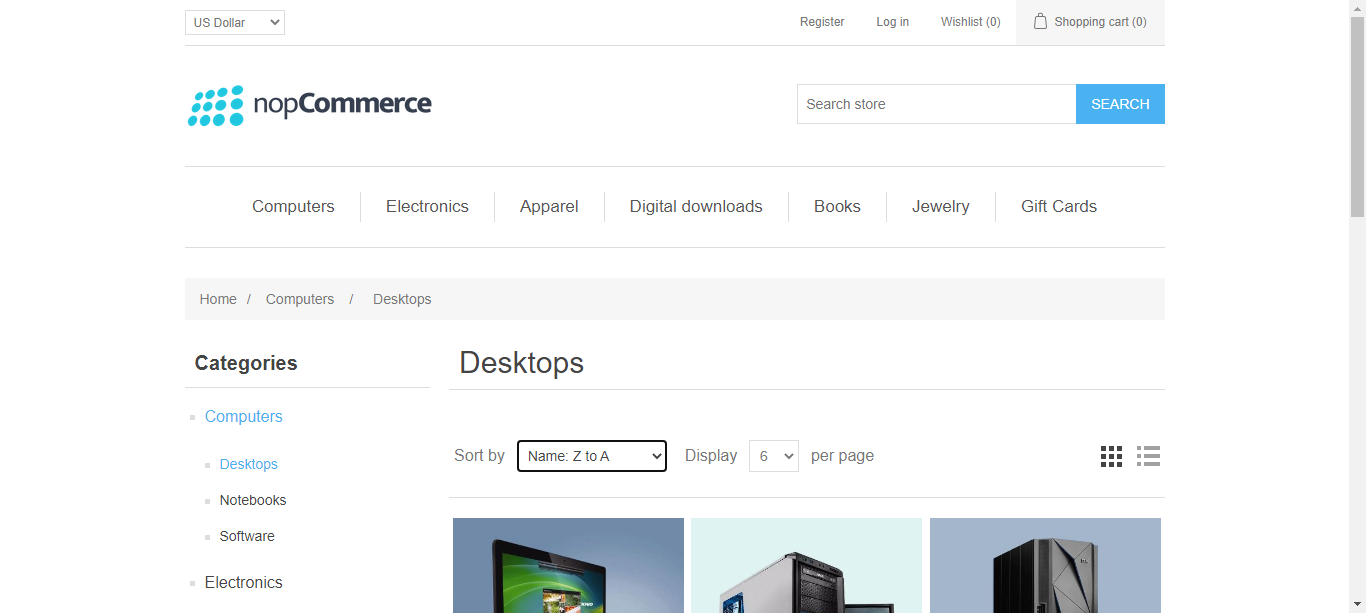 US Dollar
Register
Log in
Wishlist (0)
Shopping cart (0)
nopCommerce
Search store
SEARCH
Computers
Electronics
Apparel
Digital downloads
Books
Jewelry
Gift Cards
Home / Computers / Desktops
Categories
Computers
Desktops
Notebooks
Software
Electronics
Desktops
Sort by Name: Z to A Display 6 per page